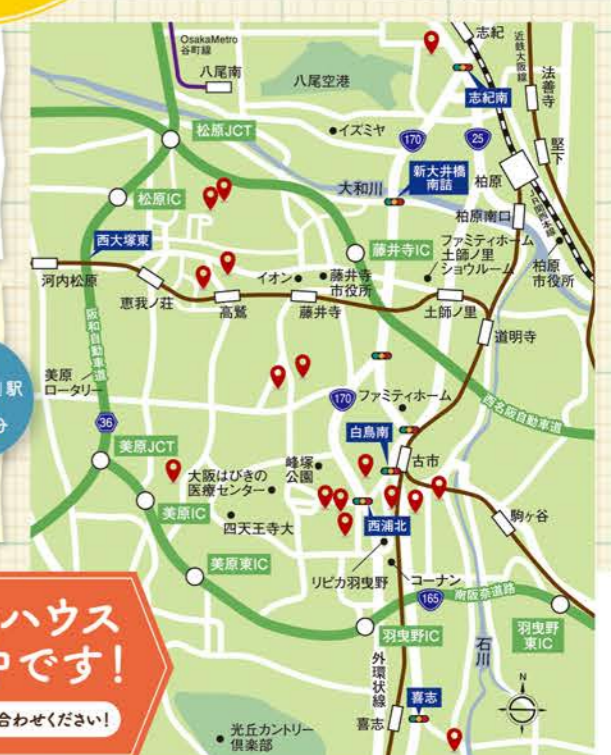 OsakaMetro
谷町線
八尾南
八尾空港
志紀
近鉄大阪線
法善寺
志紀南
松原JCT
イズミヤ
170
25
堅下
新大井橋
南詰
大和川
柏原
JR関西本線
松原IC
柏原南口
西大塚東
藤井寺IC
ファミティホーム
土師ノ里
ショウルーム
柏原
市役所
河内松原
恵我ノ荘
イオン
藤井寺
市役所
高鷲
藤井寺
土師ノ里
道明寺
阪和自動車道
美原
ロータリー
駅
170
ファミティホーム
西名阪自動車道
36
白鳥南
美原JCT
大阪はびきの
医療センター
峰塚
公園
古市
美原IC
四天王寺大
西浦北
駒ヶ谷
美原東IC
リビカ羽曳野
コーナン
165
南阪奈道路
羽曳野IC
羽曳野
東IC
石川
外環状線
N
喜志
喜志
光丘カントリー
倶楽部
ハウス
です!
合わせください!